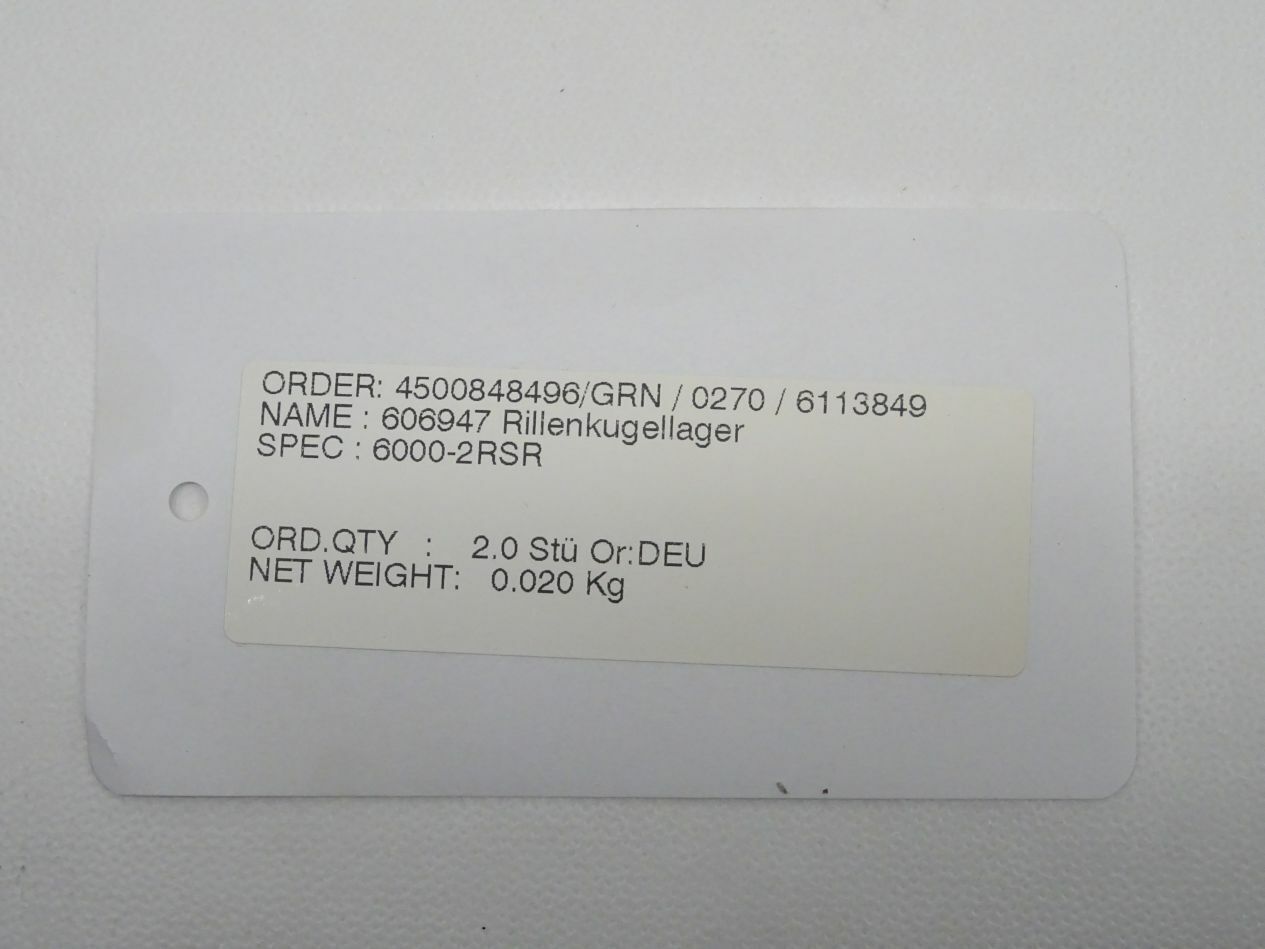 ORDER: 4500848496/GRN / 0270 / 6113849
NAME : 606947 Rillenkugellager
SPEC : 6000-2RSR
ORD.QTY : 2.0 Stü Or:DEU
NET WEIGHT: 0.020 Kg